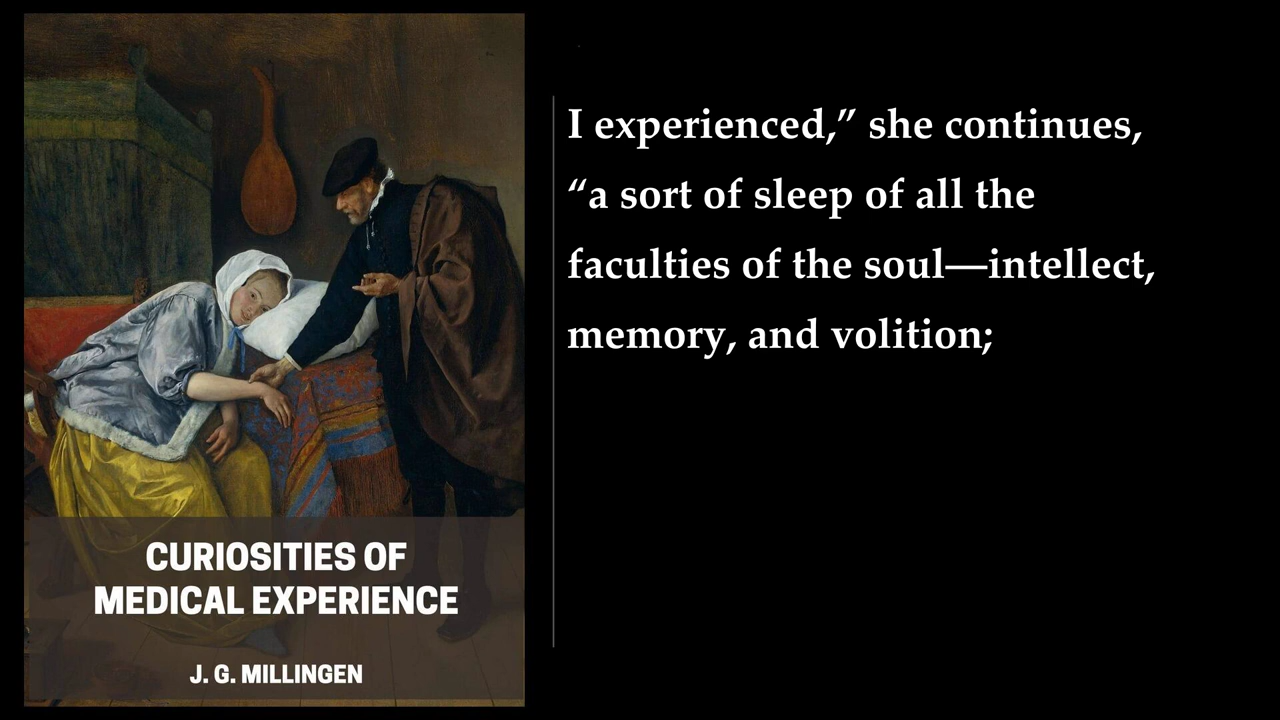 CURIOSITIES OF
MEDICAL EXPERIENCE
J. G. MILLINGEN
I experienced,” she continues,
“a sort of sleep of all the
faculties of the soul—intellect,
memory, and volition;